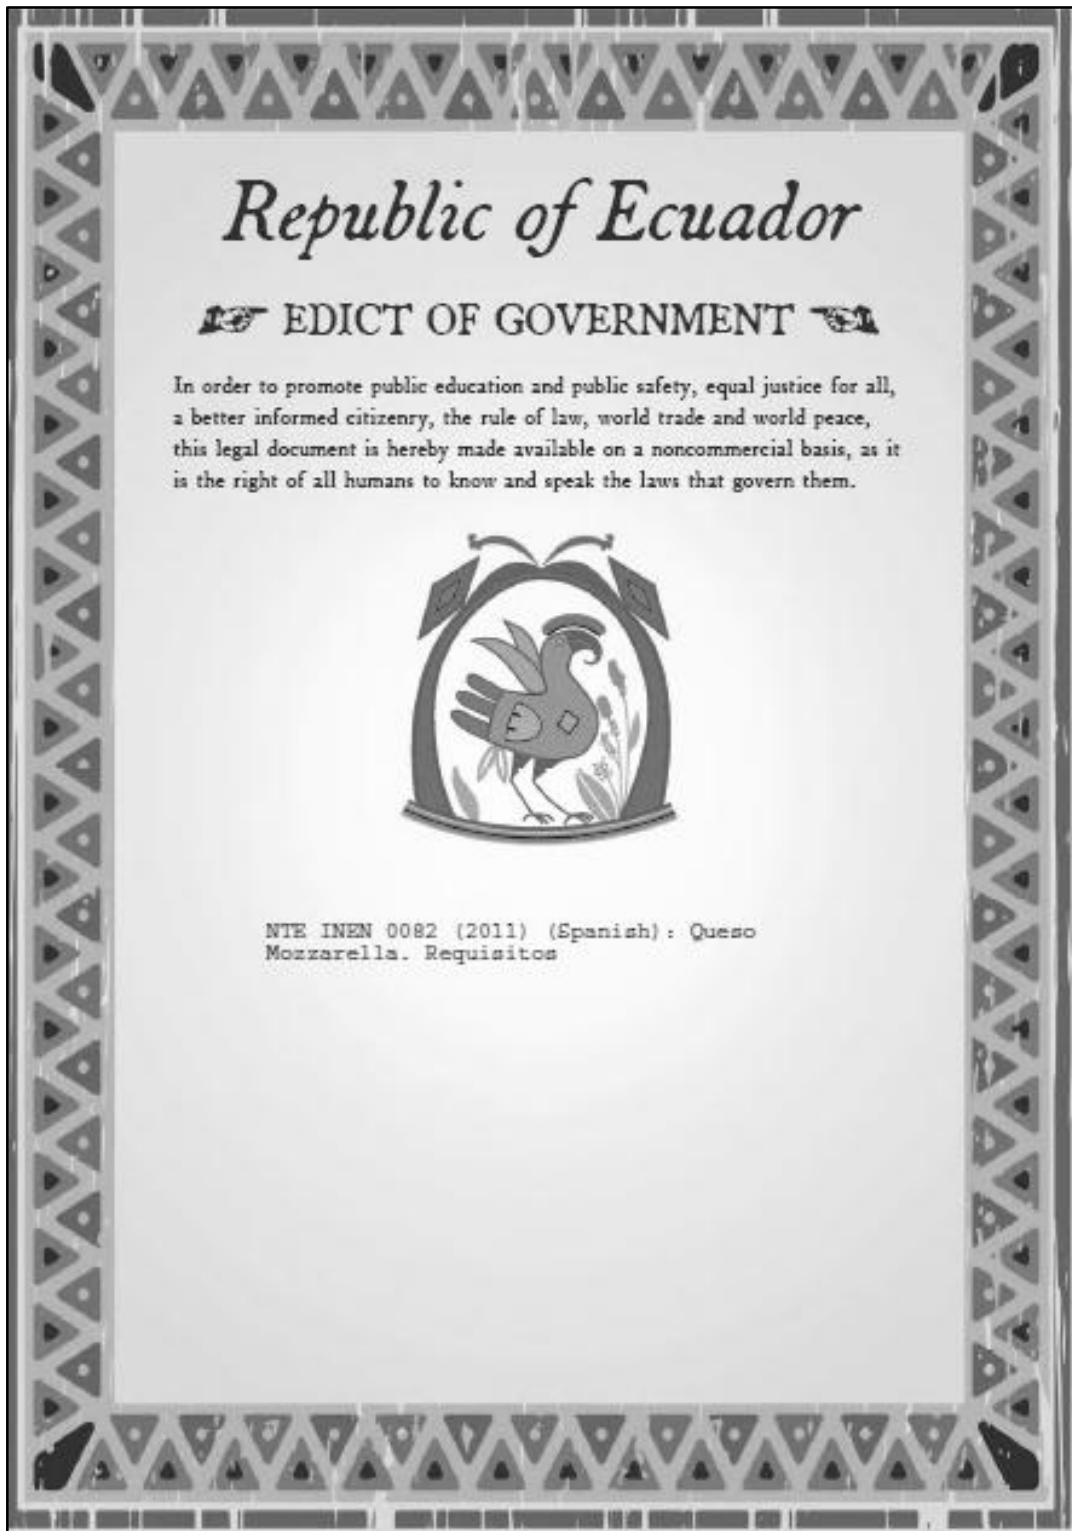 Republic of Ecuador
EDICT OF GOVERNMENT
In order to promote public education and public safety, equal justice for all,
a better informed citizenry, the rule of law, world trade and world peace,
this legal document is hereby made available on a noncommercial basis, as it
is the right of all humans to know and speak the laws that govern them.
NTE INEN 0082 (2011) (Spanish): Queso
Mozzarella. Requisitos